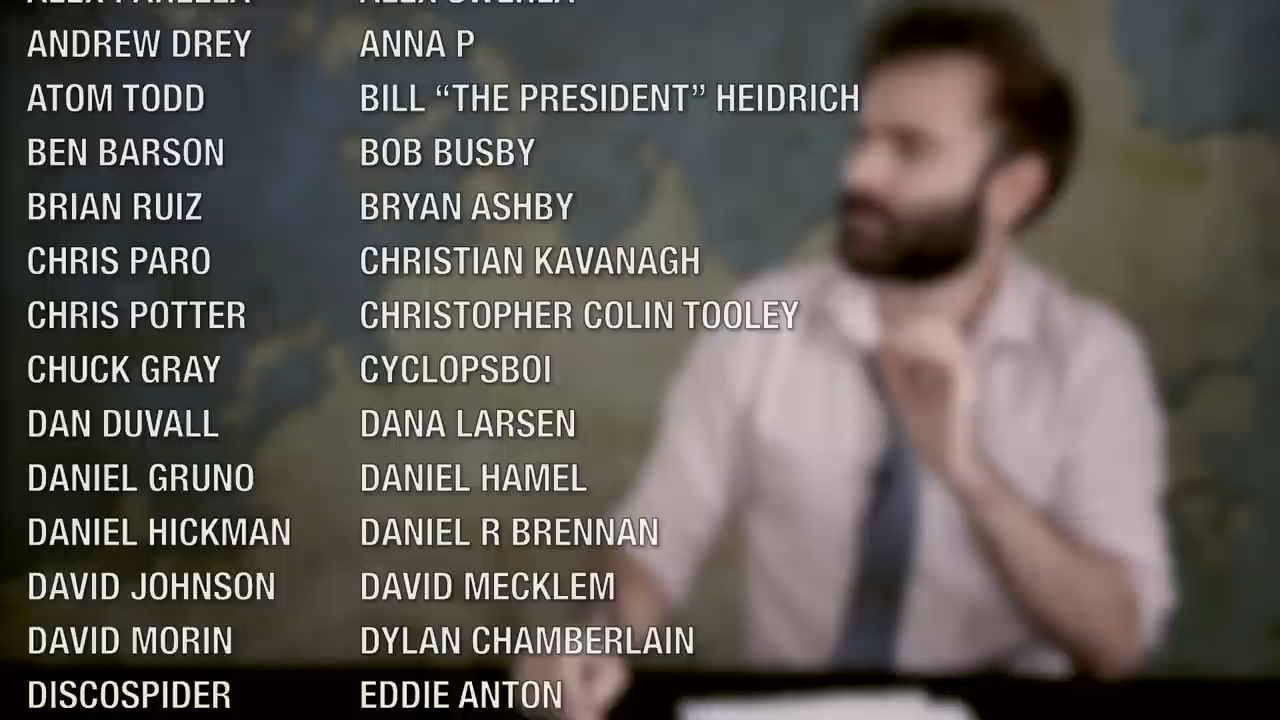 ANDREW DREY ANNA P
ATOM TODD BILL “THE PRESIDENT” HEIDRICH
BEN BARSON BOB BUSBY
BRIAN RUIZ BRYAN ASHBY
CHRIS PARO CHRISTIAN KAVANAGH
CHRIS POTTER CHRISTOPHER COLIN TOOLEY
CHUCK GRAY CYCLOPSBOI
DAN DUVALL DANA LARSEN
DANIEL GRUNO DANIEL HAMEL
DANIEL HICKMAN DANIEL R BRENNAN
DAVID JOHNSON DAVID MECKLEM
DAVID MORIN DYLAN CHAMBERLAIN
DISCOSPIDER EDDIE ANTON